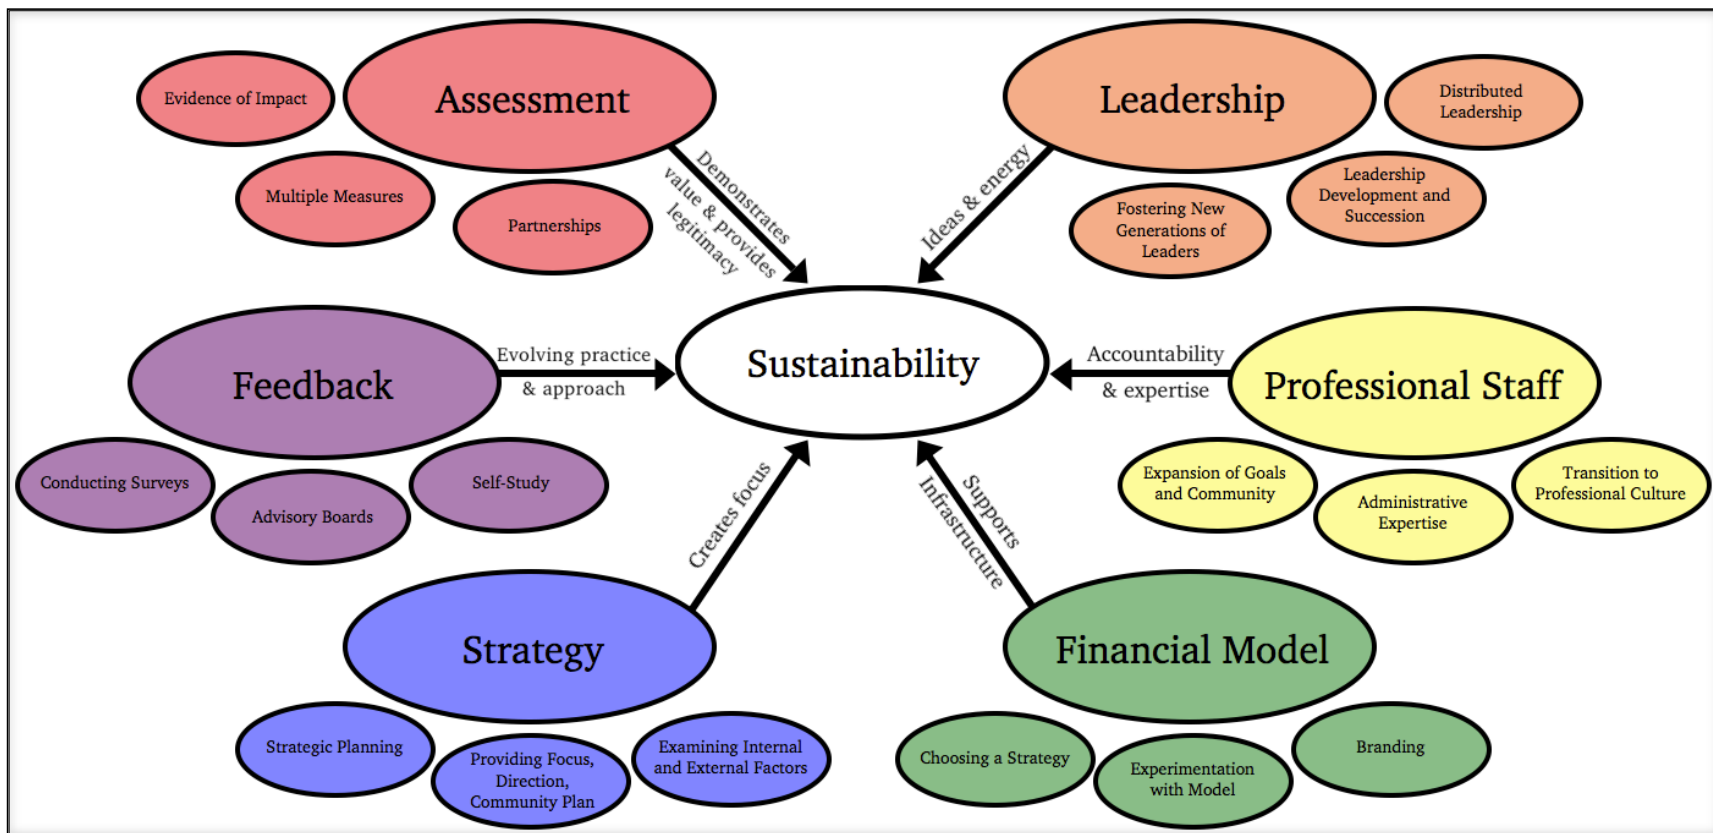 Assessment
Evidence of Impact
Multiple Measures
Partnerships
Demonstrates
value & provides
legitimacy
Leadership
Distributed
Leadership
Leadership
Development and
Succession
Fostering New
Generations of
Leaders
Ideas & energy
Sustainability
Feedback
Evolving practice
& approach
Conducting Surveys
Advisory Boards
Self-Study
Professional Staff
Accountability
& expertise
Expansion of Goals
and Community
Administrative
Expertise
Transition to
Professional Culture
Strategy
Creates focus
Strategic Planning
Providing Focus,
Direction,
Community Plan
Examining Internal
and External Factors
Financial Model
Supports
Infrastructure
Choosing a Strategy
Experimentation
with Model
Branding